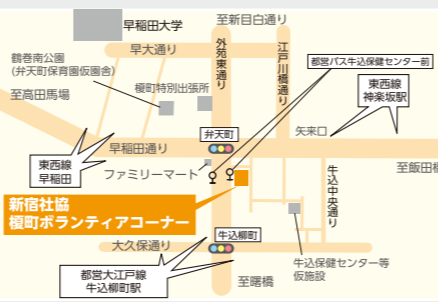 早稲田大学
至新目白通り
早大通り
鶴巻南公園
(弁天町保育園仮園舎)
榎町特別出張所
外苑東通り
江戸川橋通り
都営バス牛込保健センター前
至高田馬場
東西線
神楽坂駅
弁天町
矢来口
早稲田通り
至飯田橋
東西線
早稲田
ファミリーマート
新宿社協
榎町ボランティアコーナー
牛込中央通り
大久保通り
牛込柳町
都営大江戸線
牛込柳町駅
牛込保健センター等
仮施設
至曙橋